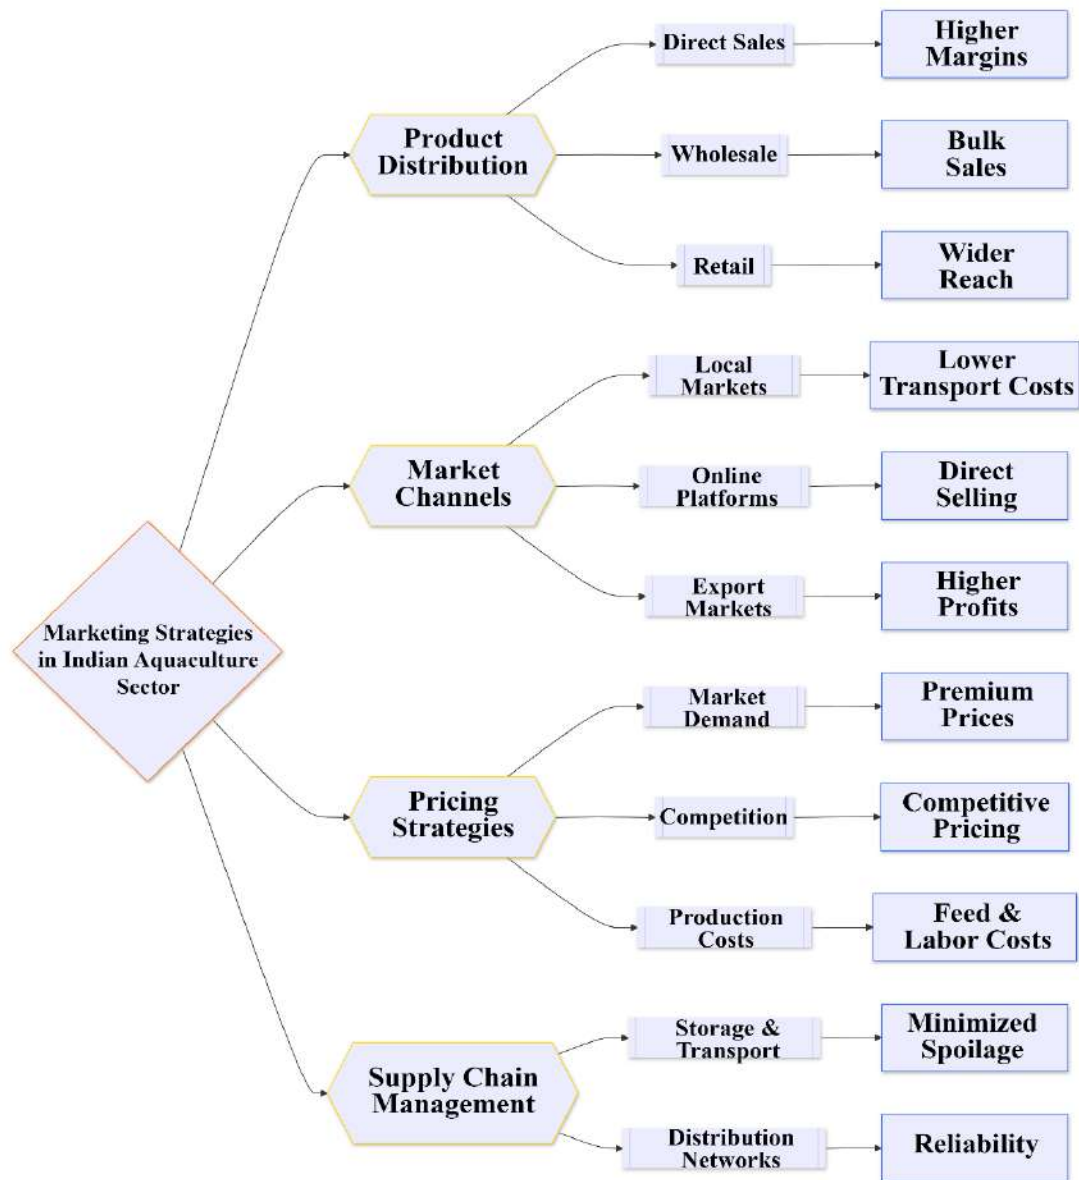 Marketing Strategies
in Indian Aquaculture
Sector
Product
Distribution
Direct Sales
Higher
Margins
Wholesale
Bulk
Sales
Retail
Wider
Reach
Market
Channels
Local
Markets
Lower
Transport Costs
Online
Platforms
Direct
Selling
Export
Markets
Higher
Profits
Pricing
Strategies
Market
Demand
Premium
Prices
Competition
Competitive
Pricing
Production
Costs
Feed &
Labor Costs
Supply Chain
Management
Storage &
Transport
Minimized
Spoilage
Distribution
Networks
Reliability